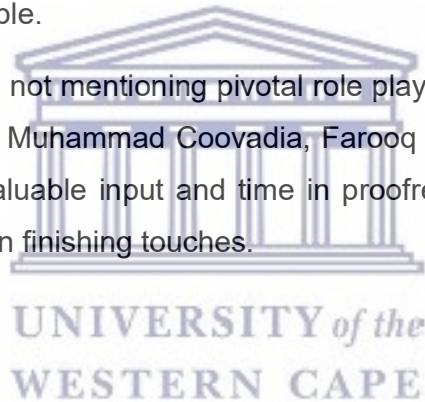 ble.
not mentioning pivotal role play
Muhammad Coovadia, Farooq
aluable input and time in proofre
n finishing touches.
UNIVERSITY of the
WESTERN CAPE